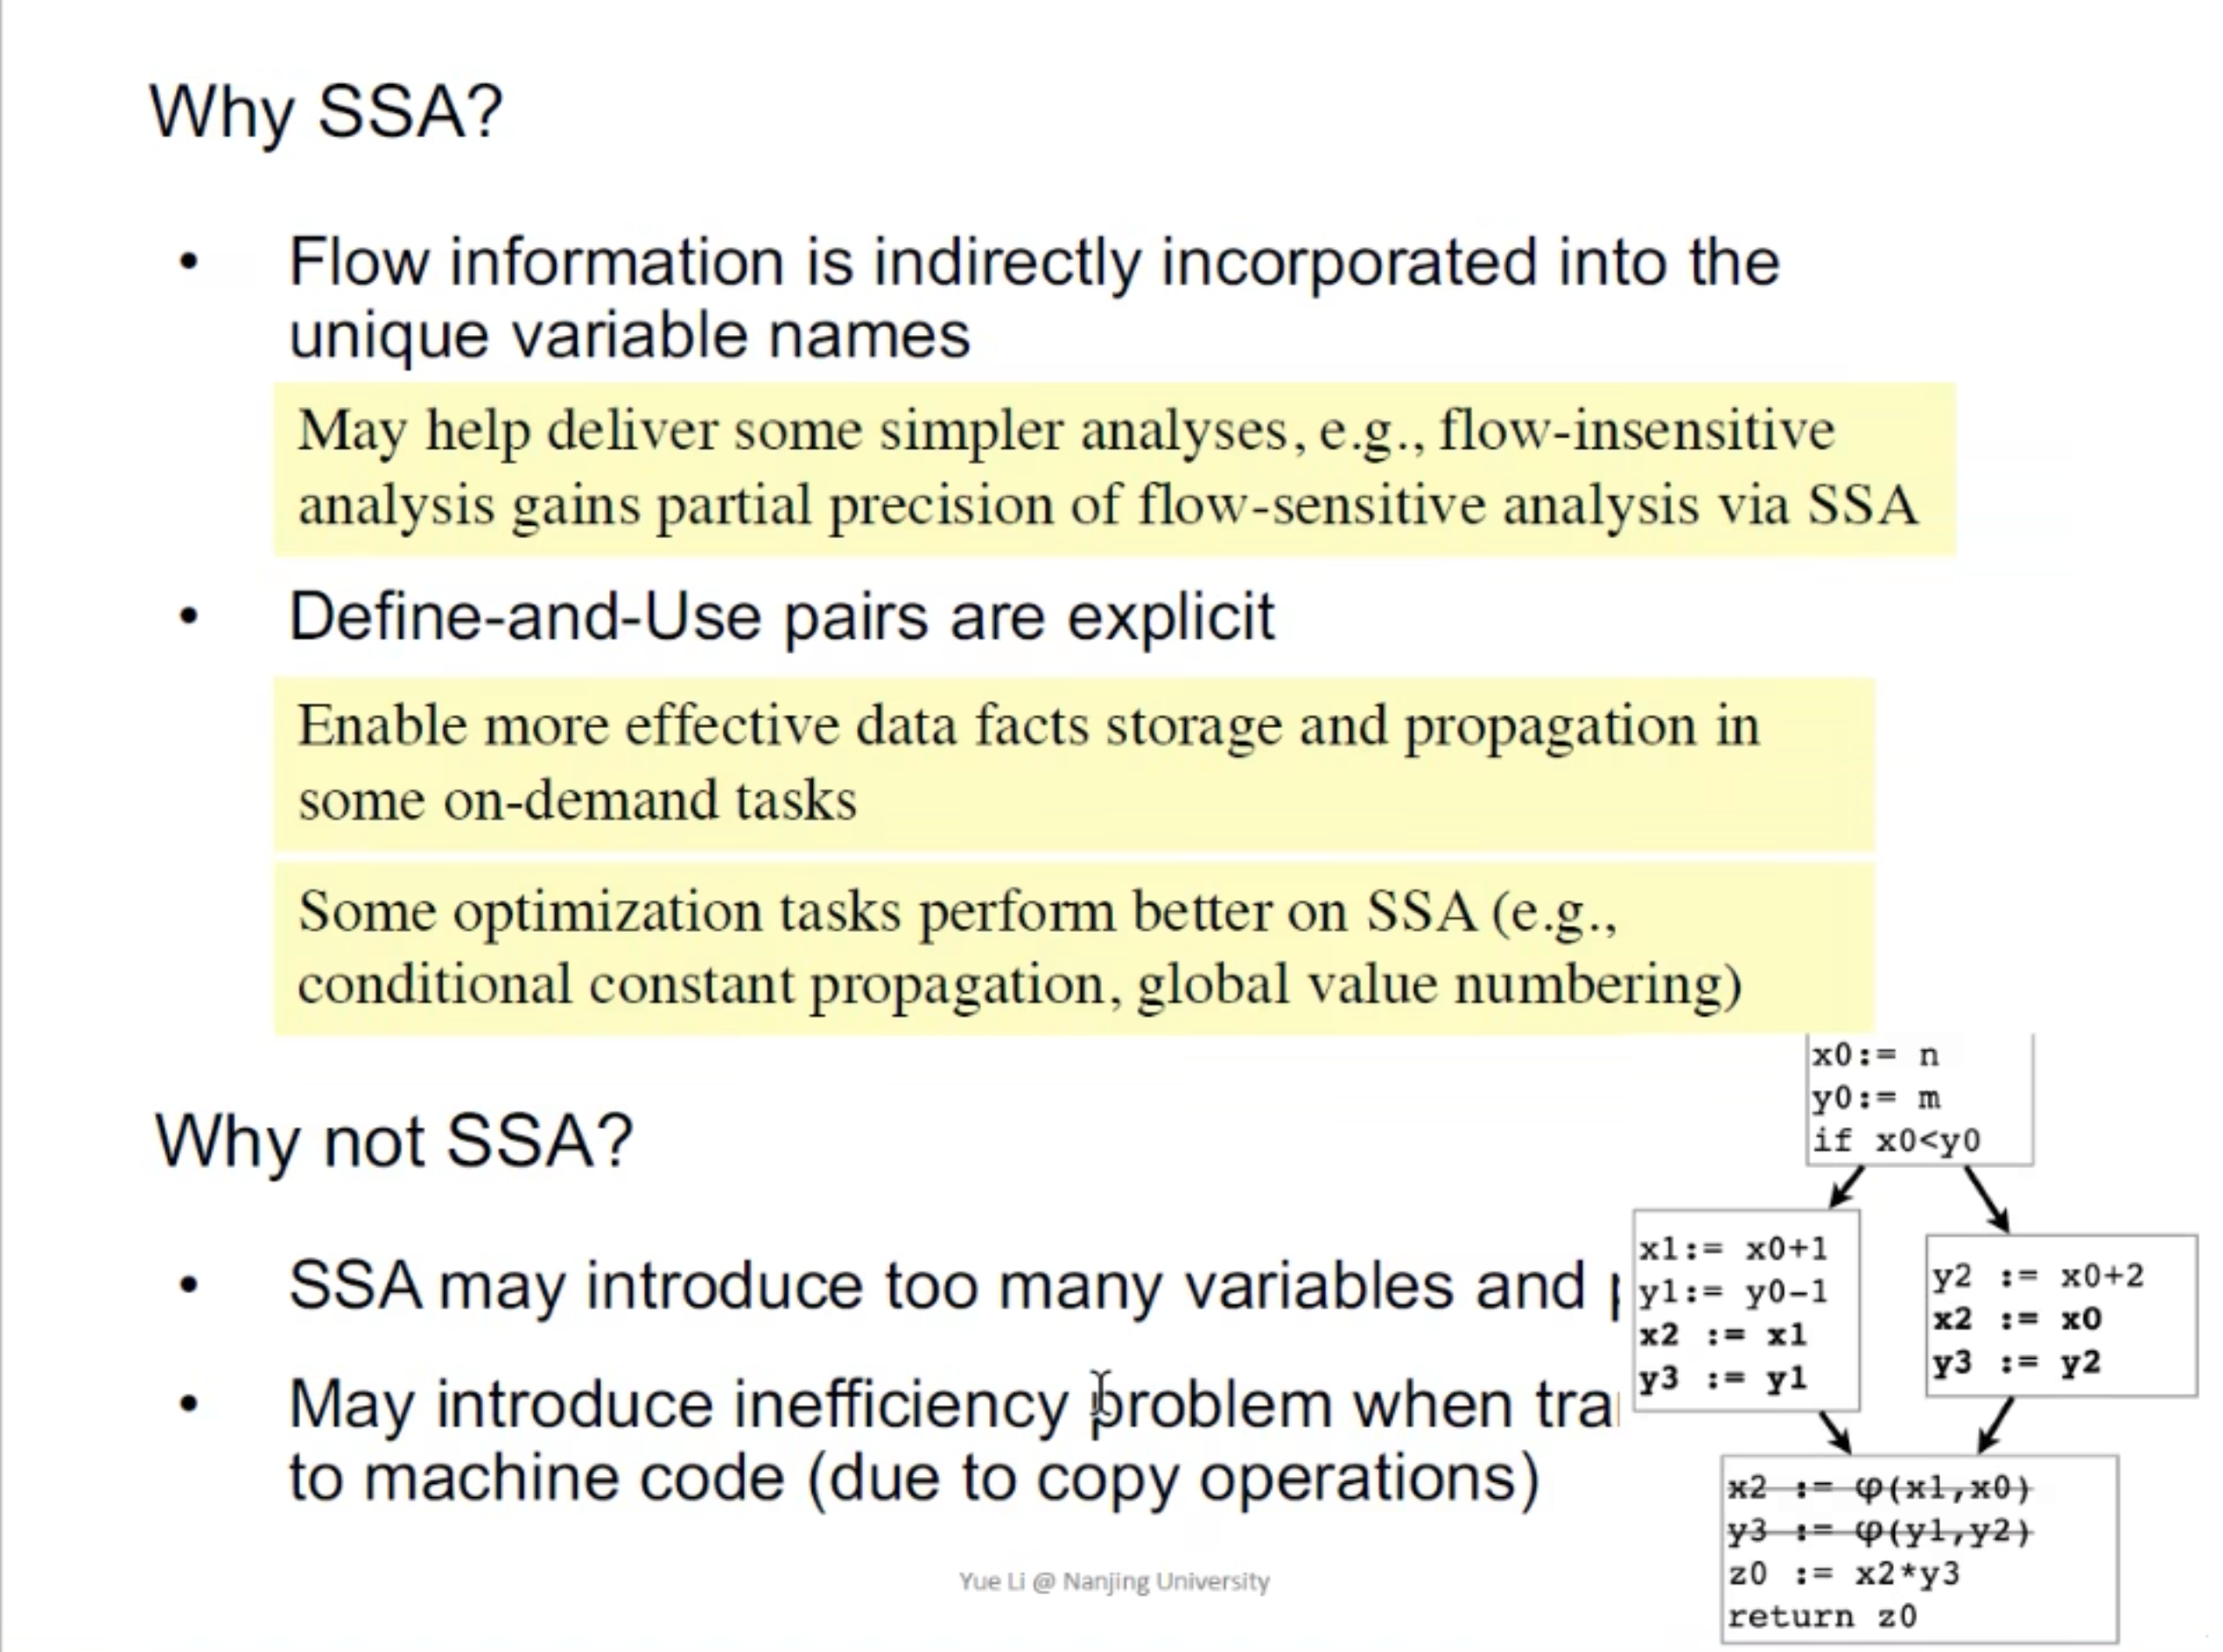 Why SSA?
• Flow information is indirectly incorporated into the
unique variable names
May help deliver some simpler analyses, e.g., flow-insensitive
analysis gains partial precision of flow-sensitive analysis via SSA
• Define-and-Use pairs are explicit
Enable more effective data facts storage and propagation in
some on-demand tasks
Some optimization tasks perform better on SSA (e.g.,
conditional constant propagation, global value numbering)
Why not SSA?
• SSA may introduce too many variables and
• May introduce inefficiency problem when
to machine code (due to copy operations)
x0:= n
y0:= m
if x0<y0
x1:= x0+1
y1:= y0-1
x2 := x1
y3 := y1
y2 := x0+2
x2 := x0
y3 := y2
x2 := φ(x1,x0)
y3 := φ(y1,y2)
z0 := x2*y3
return z0
Yue Li @ Nanjing University